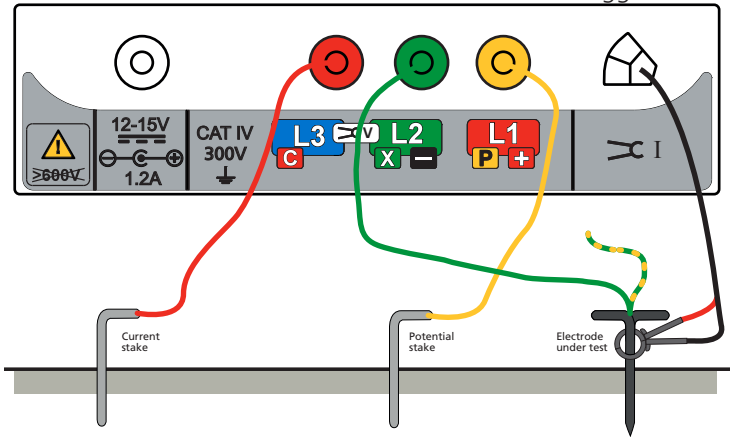 12-15V
1.2A
>600V
CAT IV
300V
L3
V
L2
L1
C
X
P
+
I
Current
stake
Potential
stake
Electrode
under test